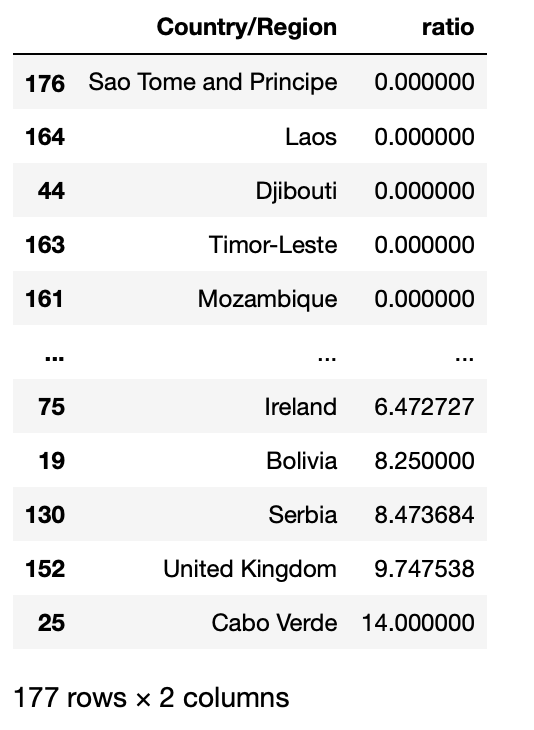 Country/Region ratio
176 Sao Tome and Principe 0.000000
164 Laos 0.000000
44 Djibouti 0.000000
163 Timor-Leste 0.000000
161 Mozambique 0.000000
... ... ...
75 Ireland 6.472727
19 Bolivia 8.250000
130 Serbia 8.473684
152 United Kingdom 9.747538
25 Cabo Verde 14.000000
177 rows × 2 columns